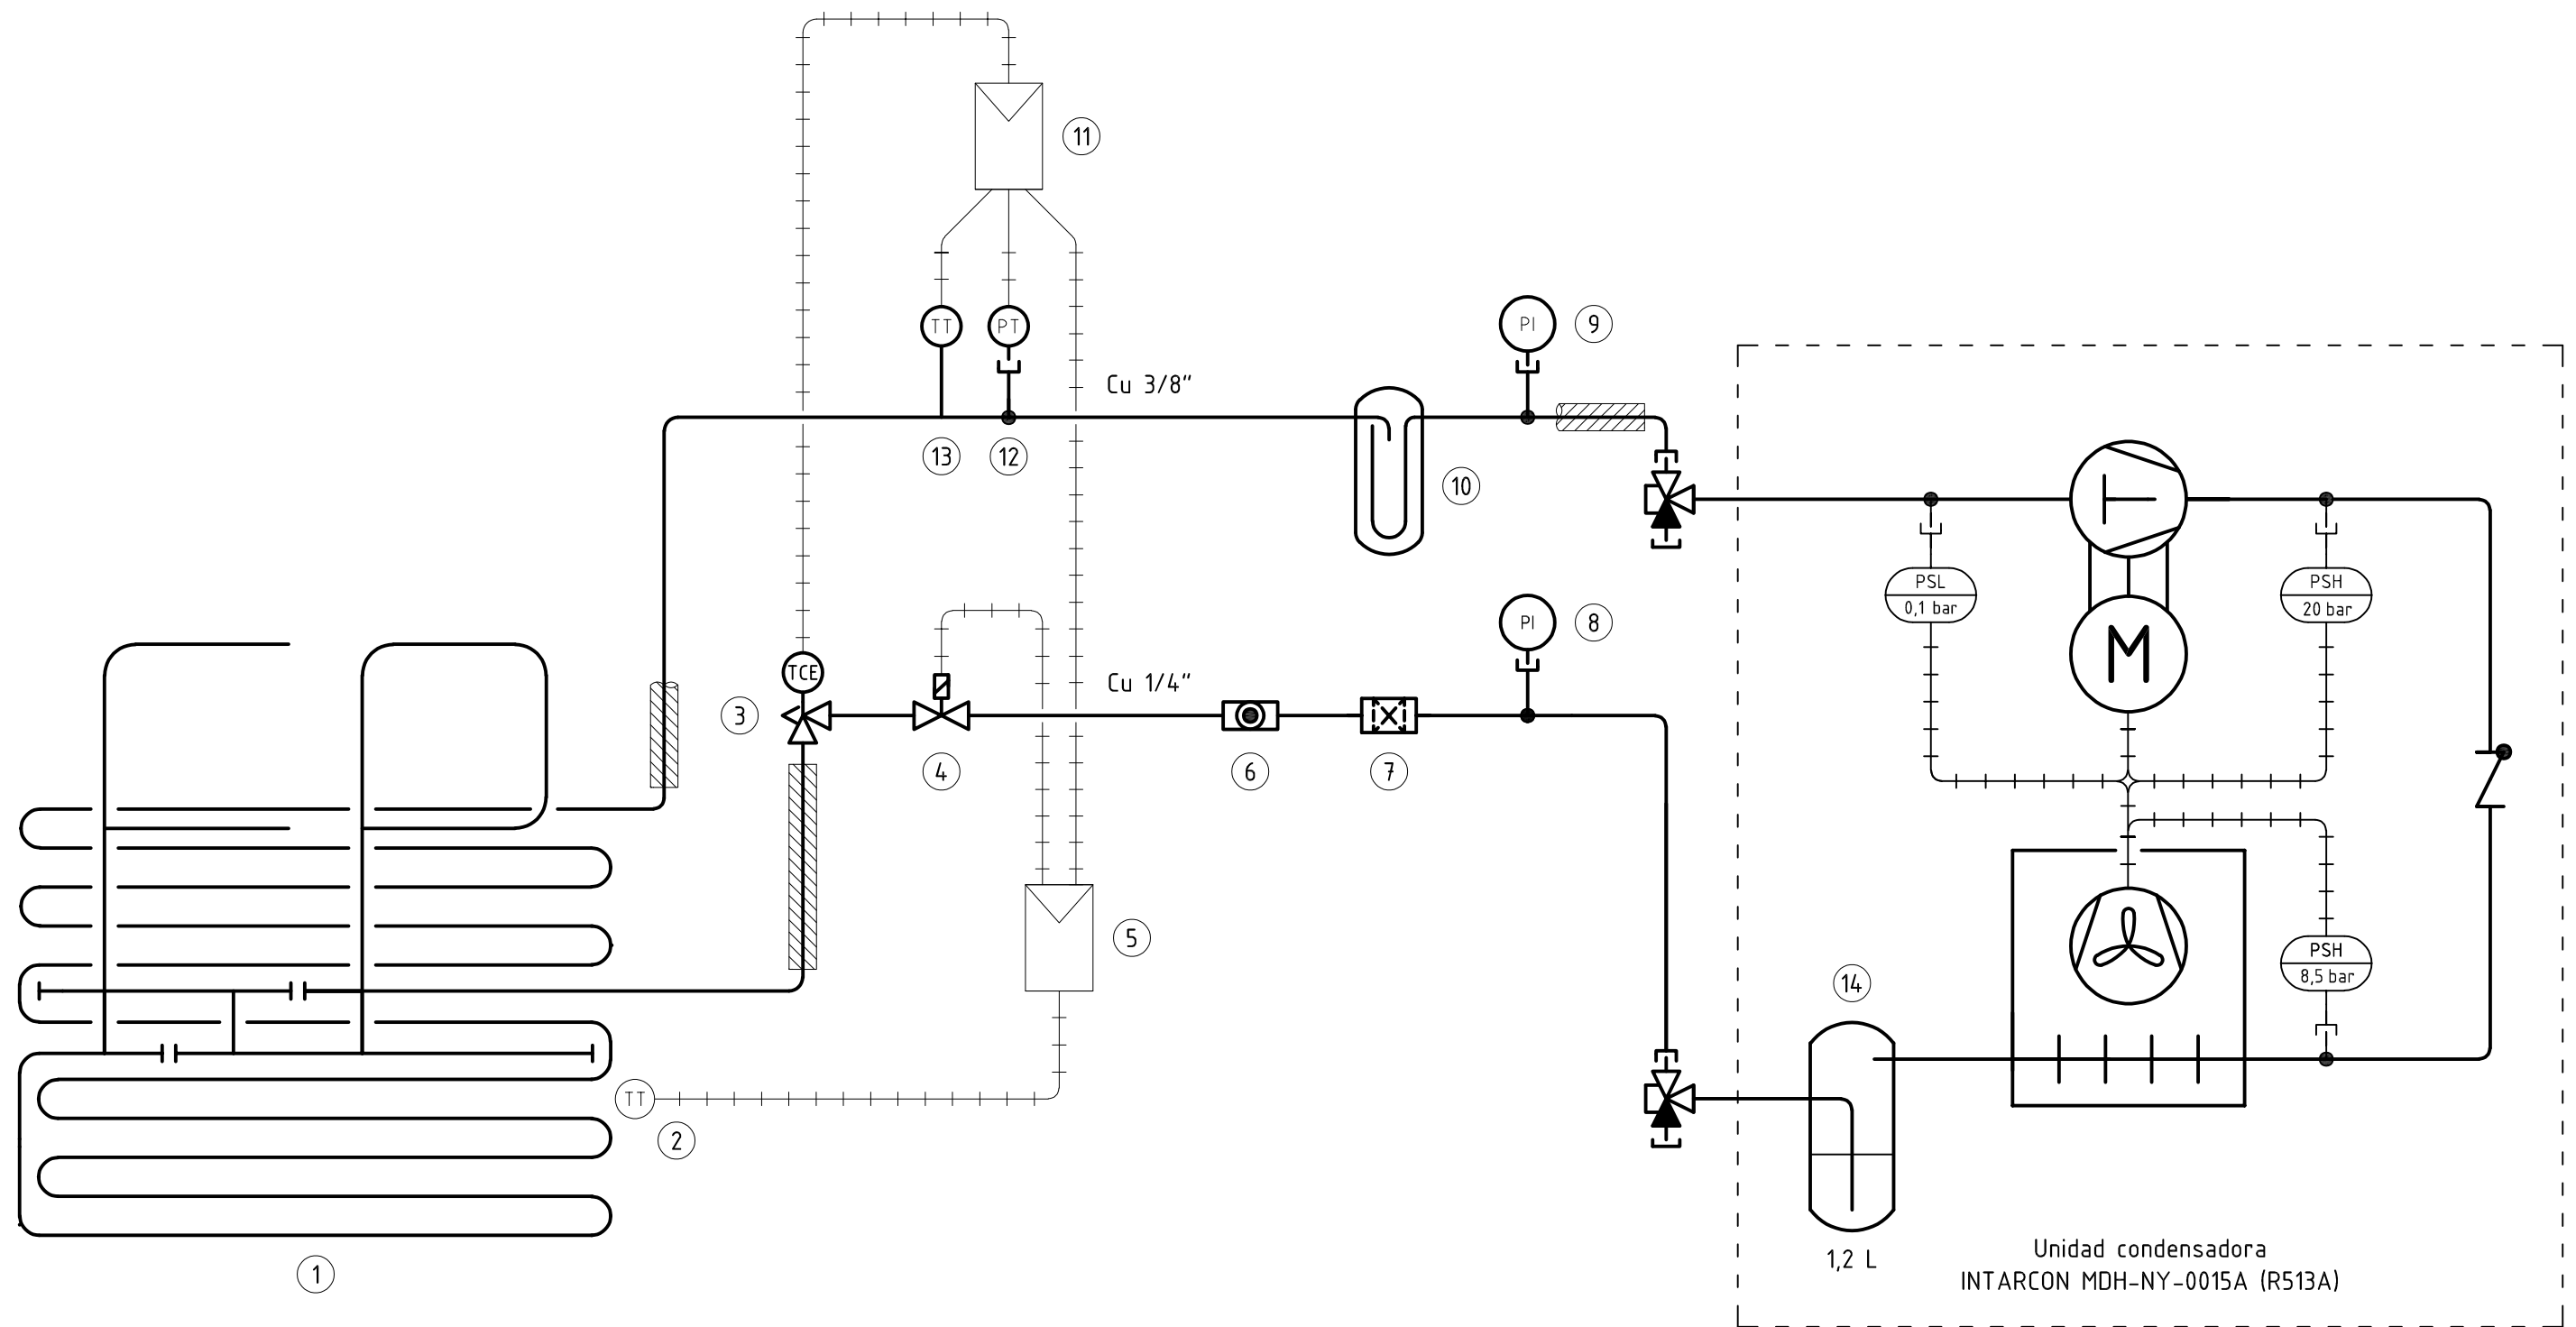 11
TT
PT
PI
9
Cu 3/8"
13
12
10
PSL
0,1 bar
PSH
20 bar
PI
8
TCE
3
Cu 1/4"
M
4
6
7
5
PSH
8,5 bar
14
TT
2
1
1,2 L
Unidad condensadora
INTARCON MDH-NY-0015A (R513A)